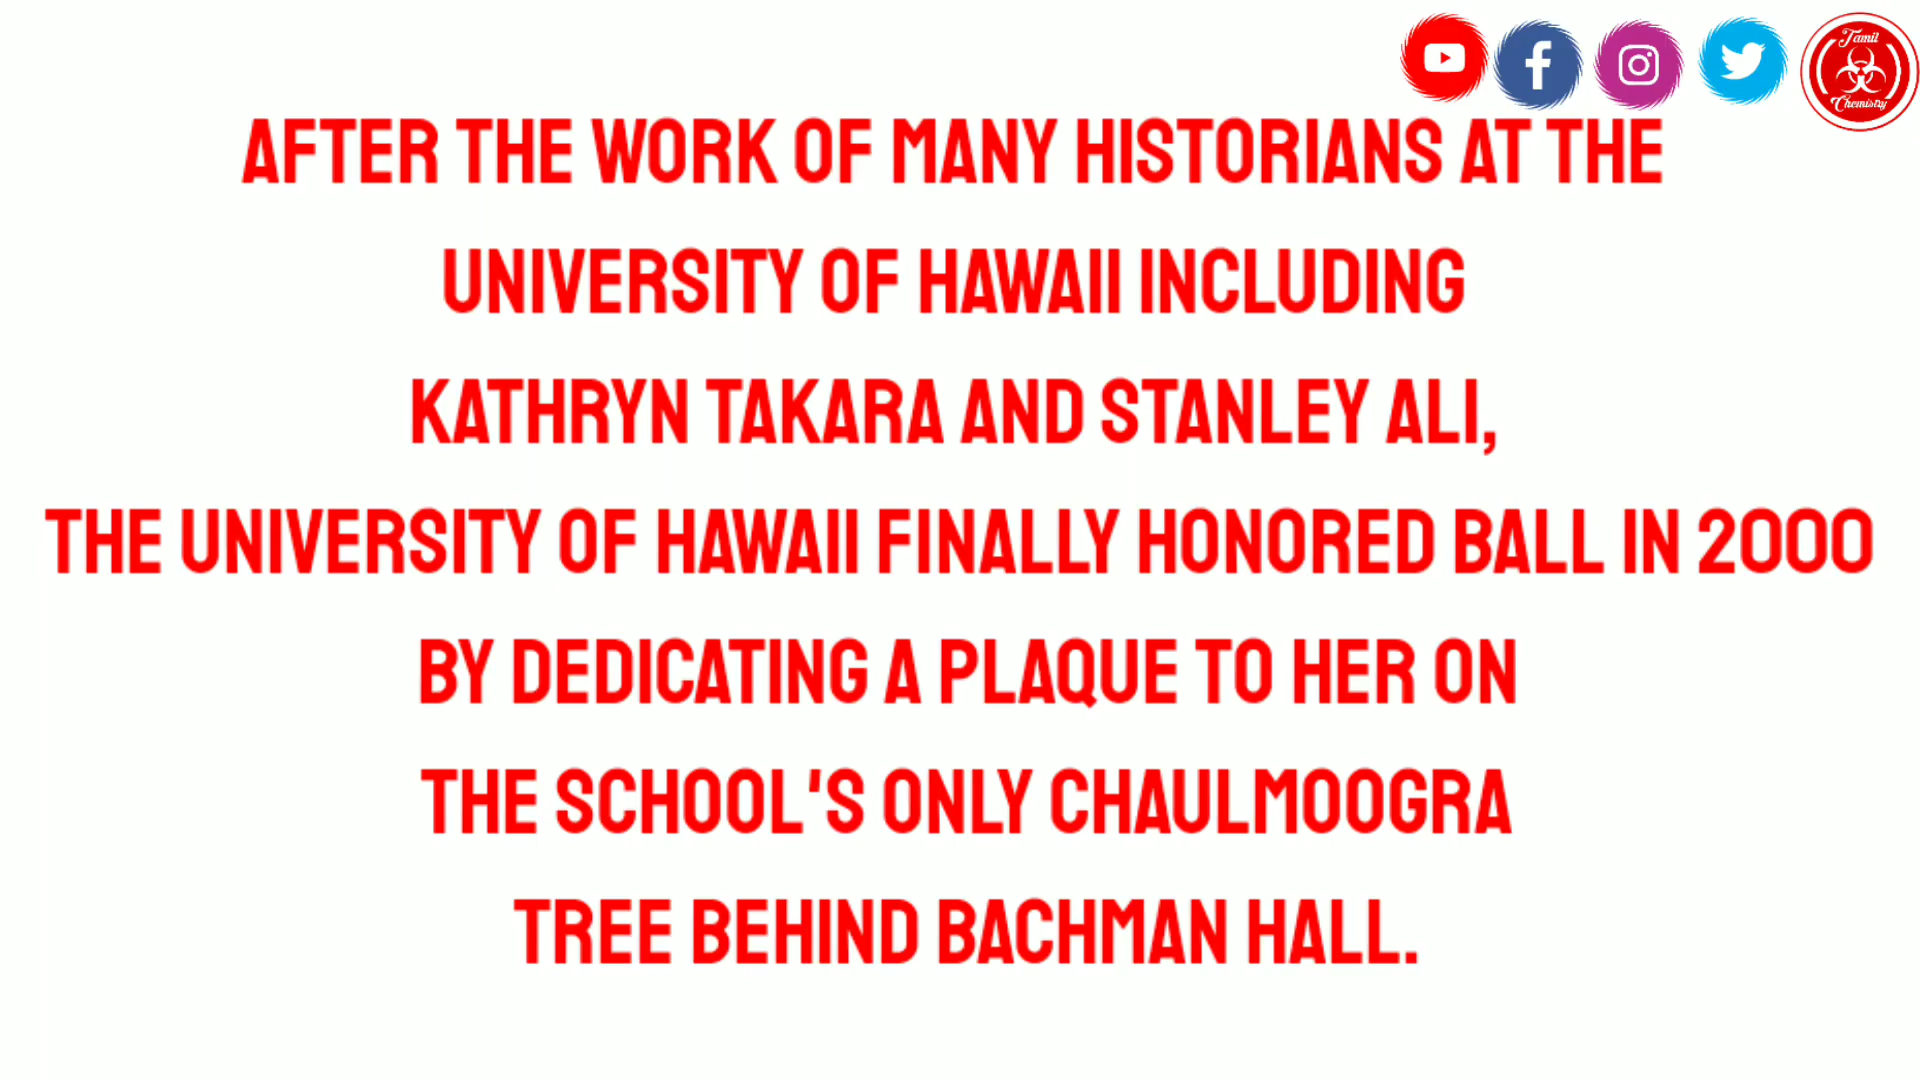 Tamil
Chemistry
AFTER THE WORK OF MANY HISTORIANS AT THE
UNIVERSITY OF HAWAII INCLUDING
KATHRYN TAKARA AND STANLEY ALI,
THE UNIVERSITY OF HAWAII FINALLY HONORED BALL IN 2000
BY DEDICATING A PLAQUE TO HER ON
THE SCHOOL'S ONLY CHAULMOOGRA
TREE BEHIND BACHMAN HALL.